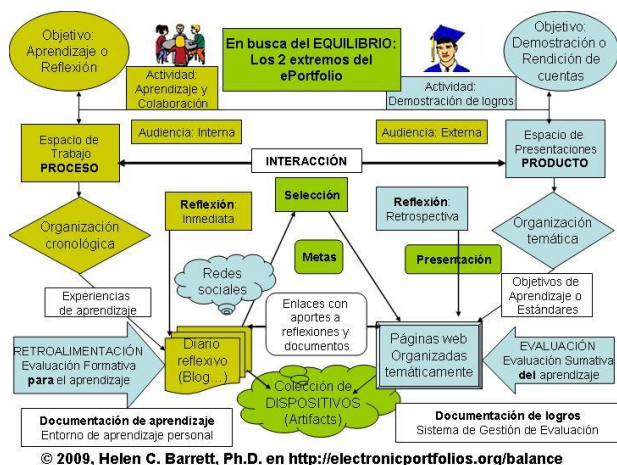 Objetivo:
Aprendizaje o
Reflexión
En busca del EQUILIBRIO:
Los 2 extremos del
ePortfolio
Objetivo:
Demostración o
Rendición de
cuentas
Actividad:
Aprendizaje y
Colaboración
Actividad:
Demostración de logros
Audiencia: Interna
Audiencia: Externa
Espacio de
Trabajo
PROCESO
INTERACCIÓN
Espacio de
Presentaciones
PRODUCTO
Reflexión:
Inmediata
Selección
Reflexión:
Retrospectiva
Organización
cronológica
Organización
temática
Metas
Presentación
Redes
sociales
Experiencias
de aprendizaje
Enlaces con
aportes a
reflexiones y
documentos
Objetivos de
Aprendizaje o
Estándares
RETROALIMENTACIÓN
Evaluación Formativa
para el aprendizaje
Diario
reflexivo
(Blog...)
Páginas web
Organizadas
temáticamente
EVALUACIÓN
Evaluación Sumativa
del aprendizaje
Colección de
DISPOSITIVOS
(Artifacts)
Documentación de aprendizaje
Entorno de aprendizaje personal
Documentación de logros
Sistema de Gestión de Evaluación
© 2009, Helen C. Barrett, Ph.D. en http://electronicportfolios.org/balance